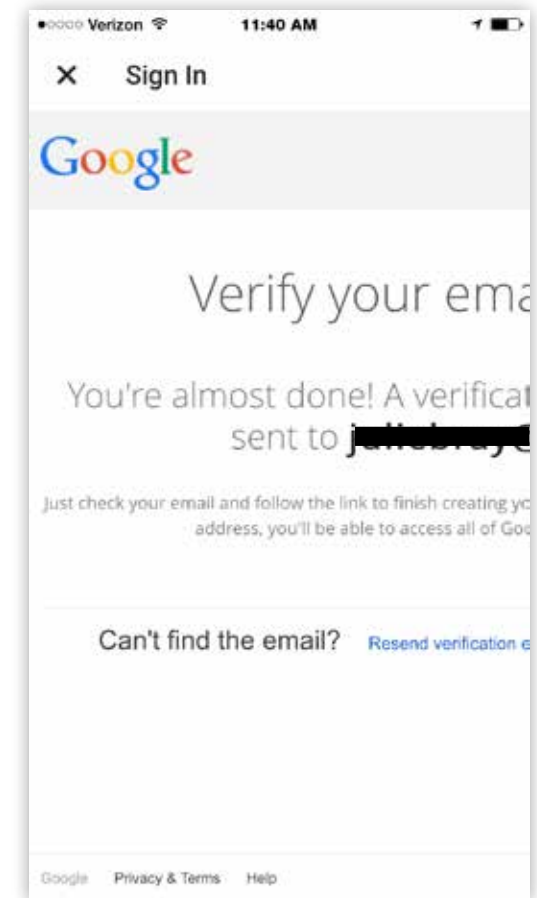 Verizon 11:40 AM
Sign In
Google
Verify your ema
You're almost done! A verificat
sent to
Just check your email and follow the link to finish creating yo
address, you'll be able to access all of Goo
Can't find the email? Resend verification e
Google Privacy & Terms Help